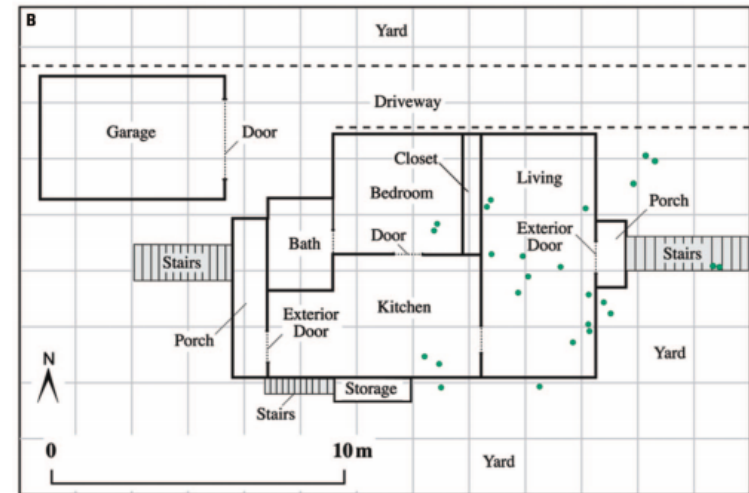 B
Yard
Driveway
Garage
Door
Closet
Living
Bedroom
Porch
Exterior
Door
Bath
Door
Stairs
Stairs
Kitchen
Exterior
Door
Porch
Yard
N
Storage
Stairs
0
10 m
Yard